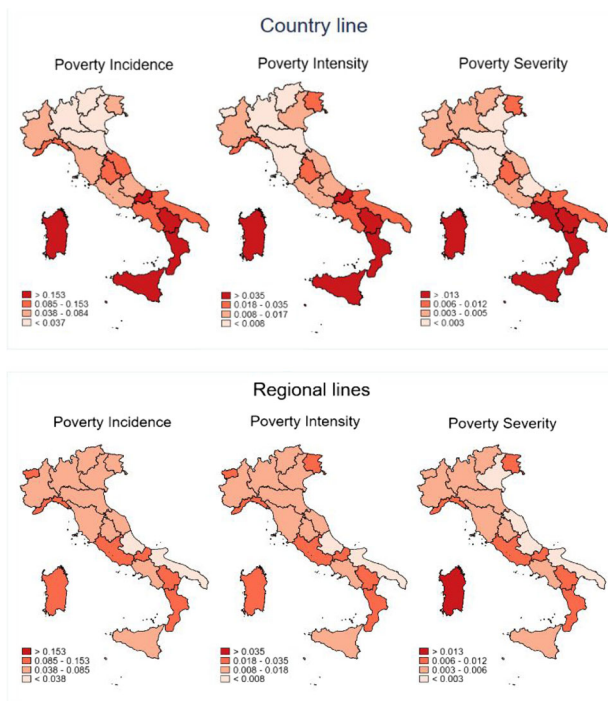 Country line
Poverty Incidence Poverty Intensity Poverty Severity
> 0.153 > 0.035 > .013
0.085 - 0.153 0.018 - 0.035 0.006 - 0.012
0.038 - 0.084 0.008 - 0.017 0.003 - 0.005
< 0.037 < 0.008 < 0.003
Regional lines
Poverty Incidence Poverty Intensity Poverty Severity
> 0.153 > 0.035 > 0.013
0.085 - 0.153 0.018 - 0.035 0.006 - 0.012
0.038 - 0.085 0.008 - 0.018 0.003 - 0.006
< 0.038 < 0.008 < 0.003